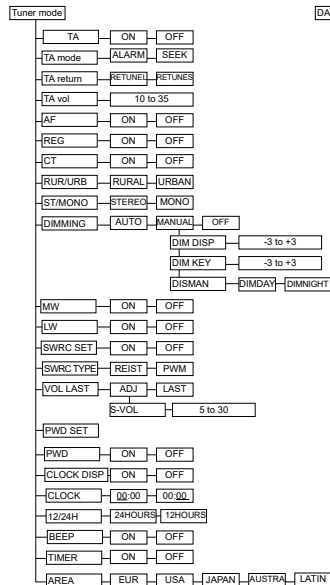 Tuner mode DA
TA ON OFF
TA mode ALARM SEEK
TA return RETUNEL RETUNES
TA vol 10 to 35
AF ON OFF
REG ON OFF
CT ON OFF
RUR/URB RURAL URBAN
ST/MONO STEREO MONO
DIMMING AUTO MANUAL OFF
DIM DISP -3 to +3
DIM KEY -3 to +3
DISMAN DIMDAY DIMNIGHT
MW ON OFF
LW ON OFF
SWRC SET ON OFF
SWRC TYPE REIST PWM
VOL LAST ADJ LAST
S-VOL 5 to 30
PWD SET
PWD ON OFF
CLOCK DISP ON OFF
CLOCK 00:00 00:00
12/24H 24HOURS 12HOURS
BEEP ON OFF
TIMER ON OFF
AREA EUR USA JAPAN AUSTRA LATIN